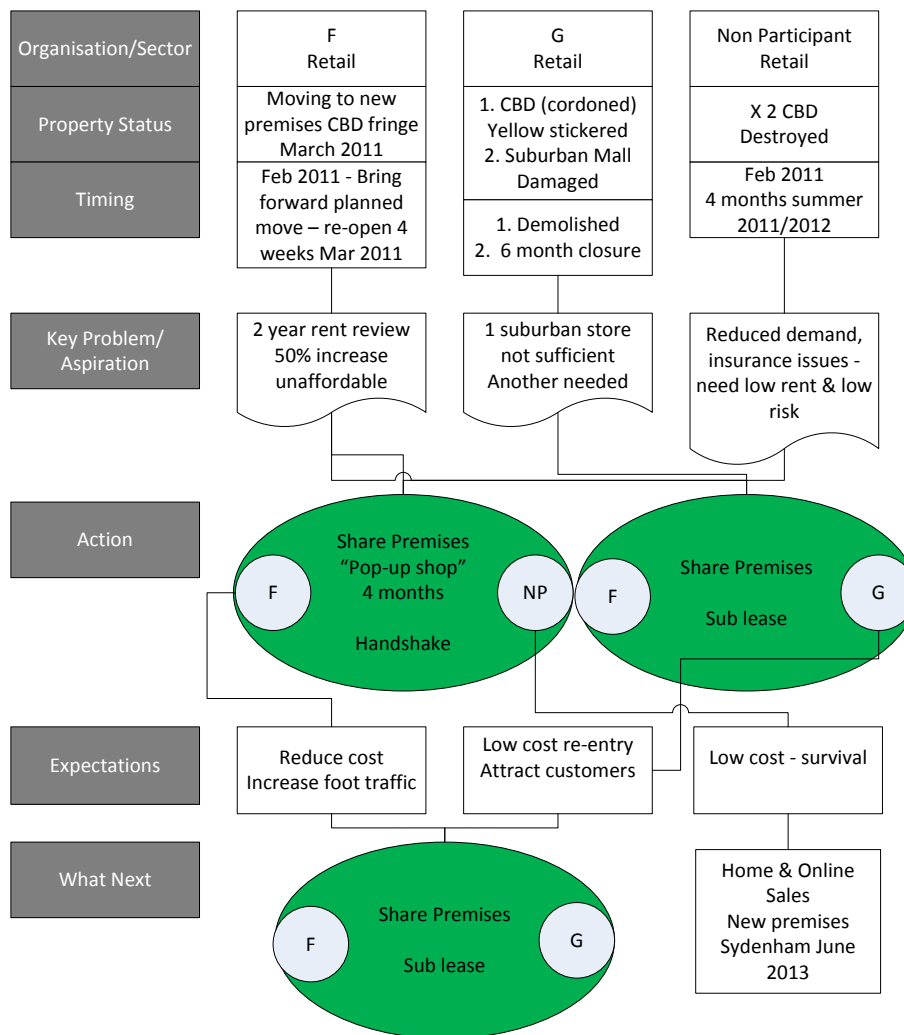 Organisation/Sector
F
Retail
G
Retail
Non Participant
Retail
Property Status
Moving to new
premises CBD fringe
March 2011
1. CBD (cordoned)
Yellow stickered
2. Suburban Mall
Damaged
X 2 CBD
Destroyed
Timing
Feb 2011 - Bring
forward planned
move – re-open 4
weeks Mar 2011
1. Demolished
2. 6 month closure
Feb 2011
4 months summer
2011/2012
Key Problem/
Aspiration
2 year rent review
50% increase
unaffordable
1 suburban store
not sufficient
Another needed
Reduced demand,
insurance issues -
need low rent & low
risk
Action
F
Share Premises
“Pop-up shop”
4 months
Handshake
NP
F
Share Premises
Sub lease
G
Expectations
Reduce cost
Increase foot traffic
Low cost re-entry
Attract customers
Low cost - survival
What Next
F
Share Premises
Sub lease
G
Home & Online
Sales
New premises
Sydenham June
2013